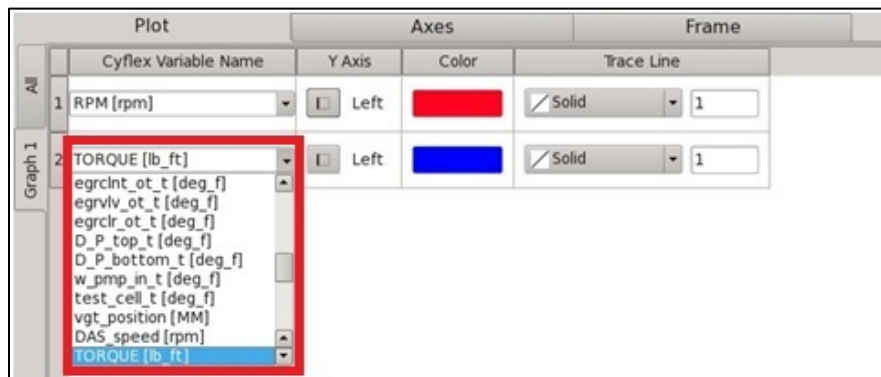 Plot Axes Frame
Cyflex Variable Name Y Axis Color Trace Line
All
1 RPM [rpm] Left Solid 1
Graph 1
2 TORQUE [lb_ft] Left Solid 1
egrclnt_ot_t [deg_f]
egrvlv_ot_t [deg_f]
egrclr_ot_t [deg_f]
D_P_top_t [deg_f]
D_P_bottom_t [deg_f]
w_pmp_in_t [deg_f]
test_cell_t [deg_f]
vgt_position [MM]
DAS_speed [rpm]
TORQUE [lb_ft]